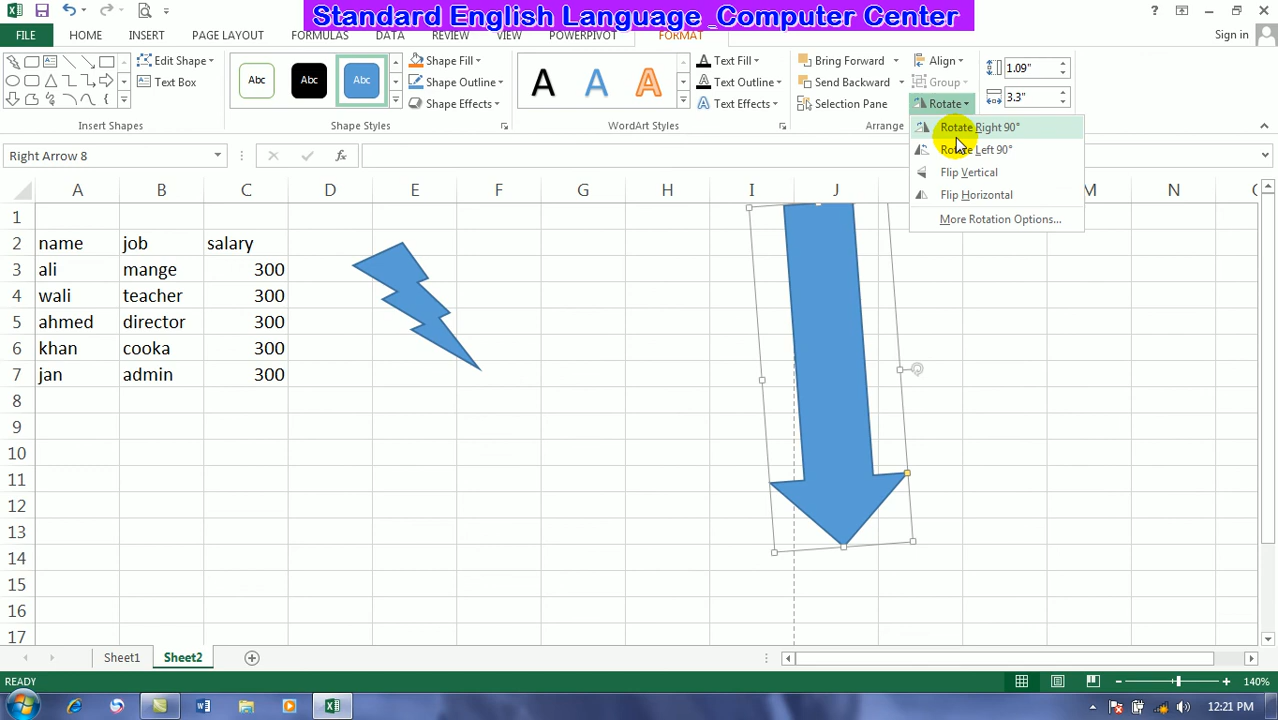 Standard English Language _Computer Center
FILE HOME INSERT PAGE LAYOUT FORMULAS DATA REVIEW VIEW POWERPIVOT FORMAT Sign in
Edit Shape
Text Box
Insert Shapes
Abc Abc Abc
Shape Fill
Shape Outline
Shape Effects
Shape Styles
A A A
Text Fill
Text Outline
Text Effects
WordArt Styles
Bring Forward
Send Backward
Selection Pane
Align
Group
Rotate
Arrange
1.09"
3.3"
Rotate Right 90°
Rotate Left 90°
Flip Vertical
Flip Horizontal
More Rotation Options...
Right Arrow 8 fx
A B C D E F G H I J M N
1
2 name job salary
3 ali mange 300
4 wali teacher 300
5 ahmed director 300
6 khan cooka 300
7 jan admin 300
8
9
10
11
12
13
14
15
16
17
Sheet1 Sheet2
READY 140%
12:21 PM